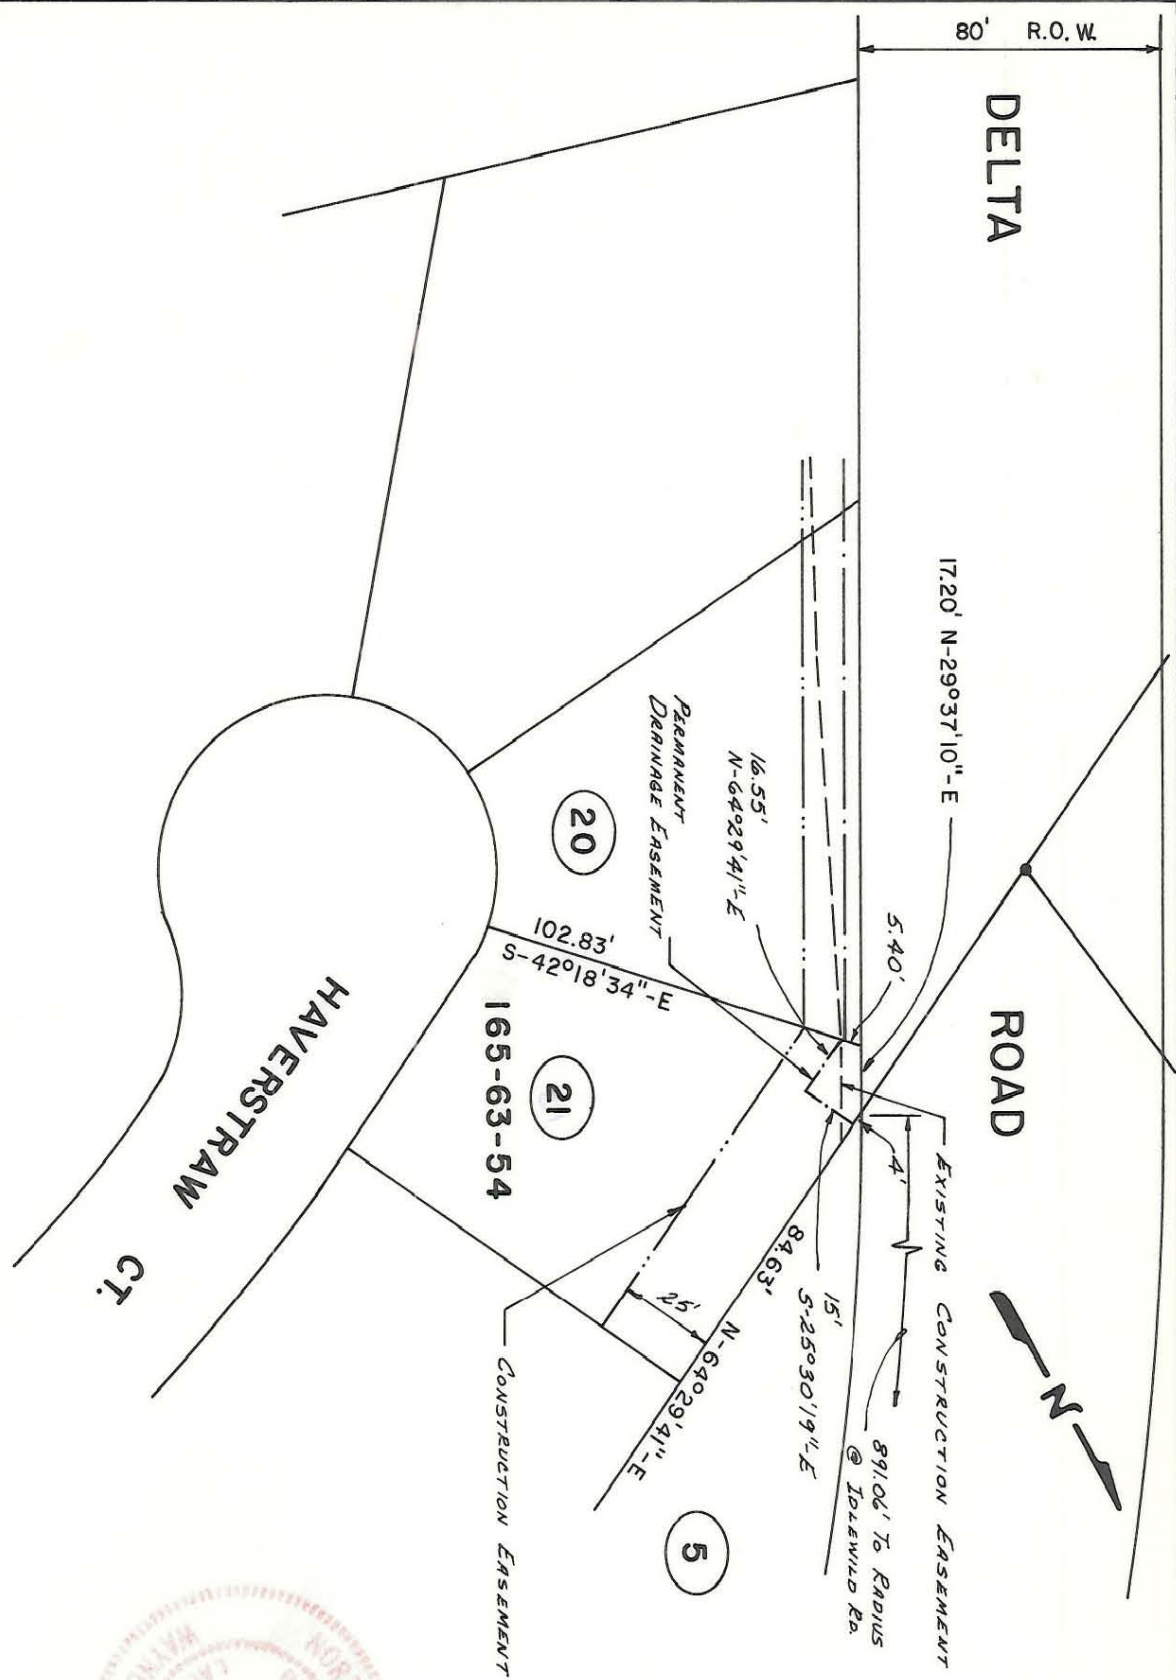 80' R.O.W.
DELTA
ROAD
17.20' N-29°37'10"-E
5.40'
16.55'
N-64°29'41"-E
PERMANENT
DRAINAGE EASEMENT
EXISTING CONSTRUCTION EASEMENT
4'
891.06' TO RADIUS
@ IDLEWILD RD.
15'
S-25°30'19"-E
84.63'
N-64°29'41"-E
25'
20
102.83'
S-42°18'34"-E
21
165-63-54
HAVERSTRAW
CT.
CONSTRUCTION EASEMENT
5
N